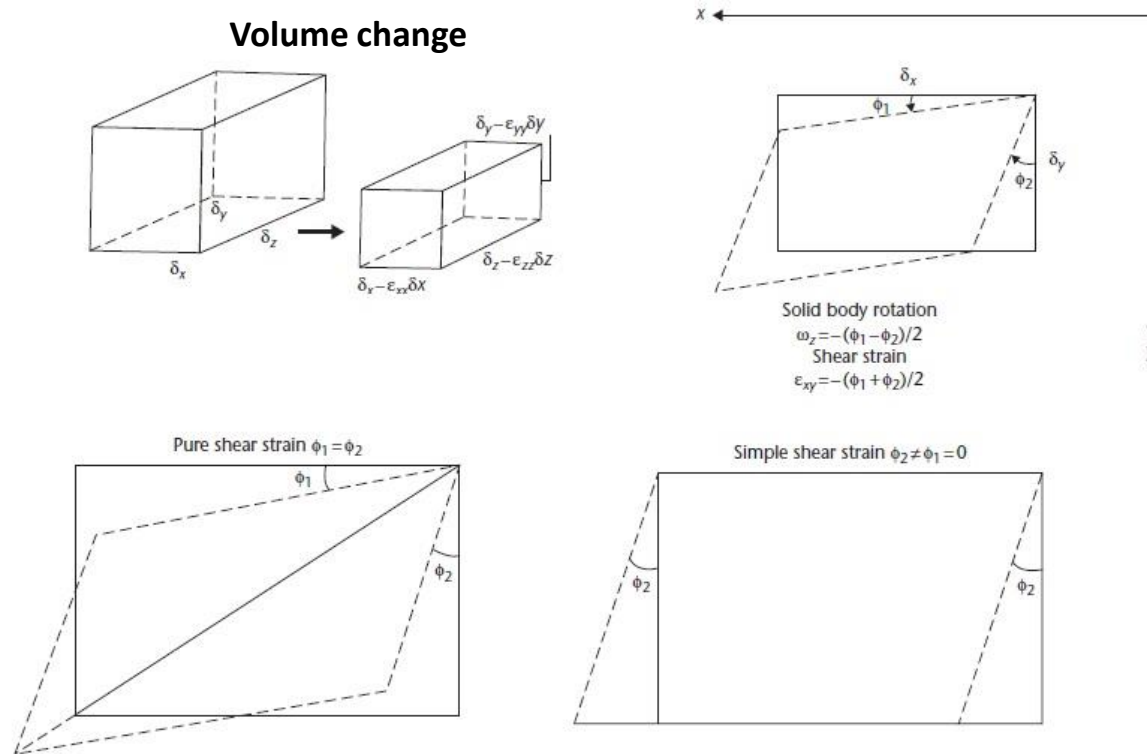 Volume change
x
δy–εyyδy
δy
δz
δx
δz–εzzδz
δx–εxxδx
δx
ϕ1
δy
ϕ2
Solid body rotation
ωz=–(ϕ1–ϕ2)/2
Shear strain
εxy=–(ϕ1+ϕ2)/2
Pure shear strain ϕ1=ϕ2
ϕ1
ϕ2
Simple shear strain ϕ2≠ϕ1=0
ϕ2
ϕ2